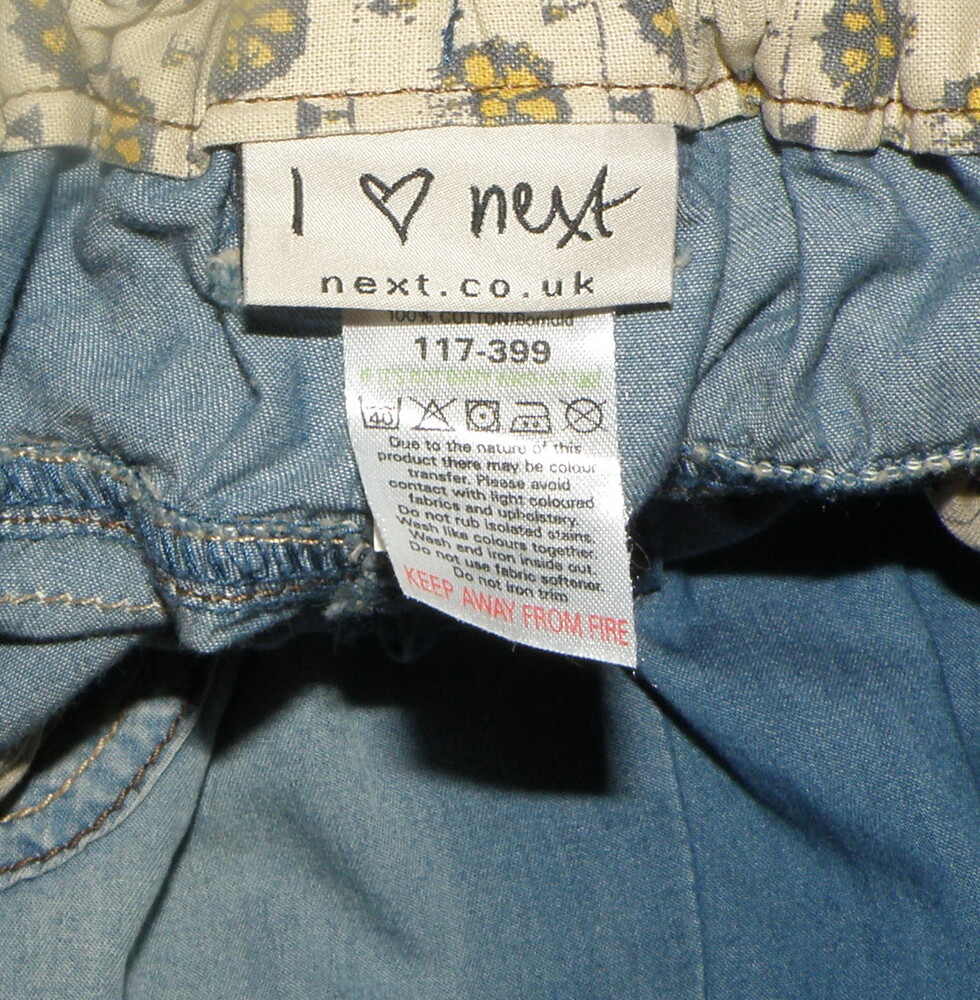 I ♡ next
next.co.uk
100% COTTON/Bomuld
117-399
40
Due to the nature of this
product there may be colour
transfer. Please avoid
contact with light coloured
fabrics and upholstery.
Do not rub isolated stains.
Wash like colours together.
Wash end iron inside out.
Do not use fabric softener.
Do not iron trim
KEEP AWAY FROM FIRE